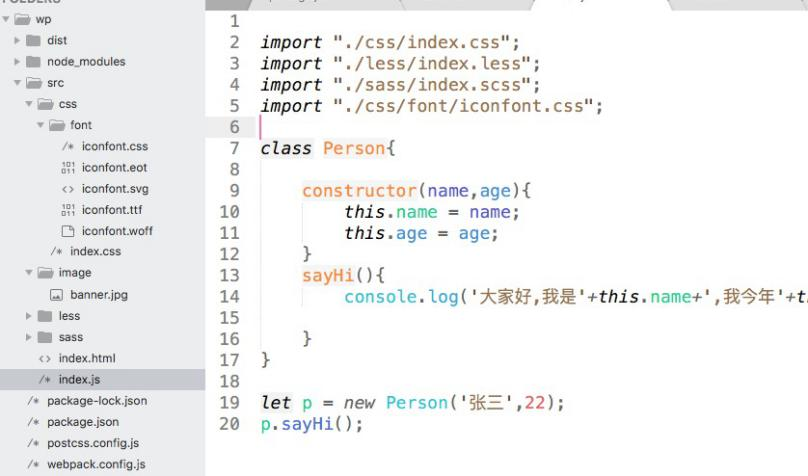 wp
dist
node_modules
src
css
font
iconfont.css
iconfont.eot
iconfont.svg
iconfont.ttf
iconfont.woff
index.css
image
banner.jpg
less
sass
index.html
index.js
package-lock.json
package.json
postcss.config.js
webpack.config.js
1
2 import "./css/index.css";
3 import "./less/index.less";
4 import "./sass/index.scss";
5 import "./css/font/iconfont.css";
6
7 class Person{
8
9 constructor(name,age){
10 this.name = name;
11 this.age = age;
12 }
13 sayHi(){
14 console.log('大家好,我是'+this.name+',我今年'+t
15
16 }
17 }
18
19 let p = new Person('张三',22);
20 p.sayHi();